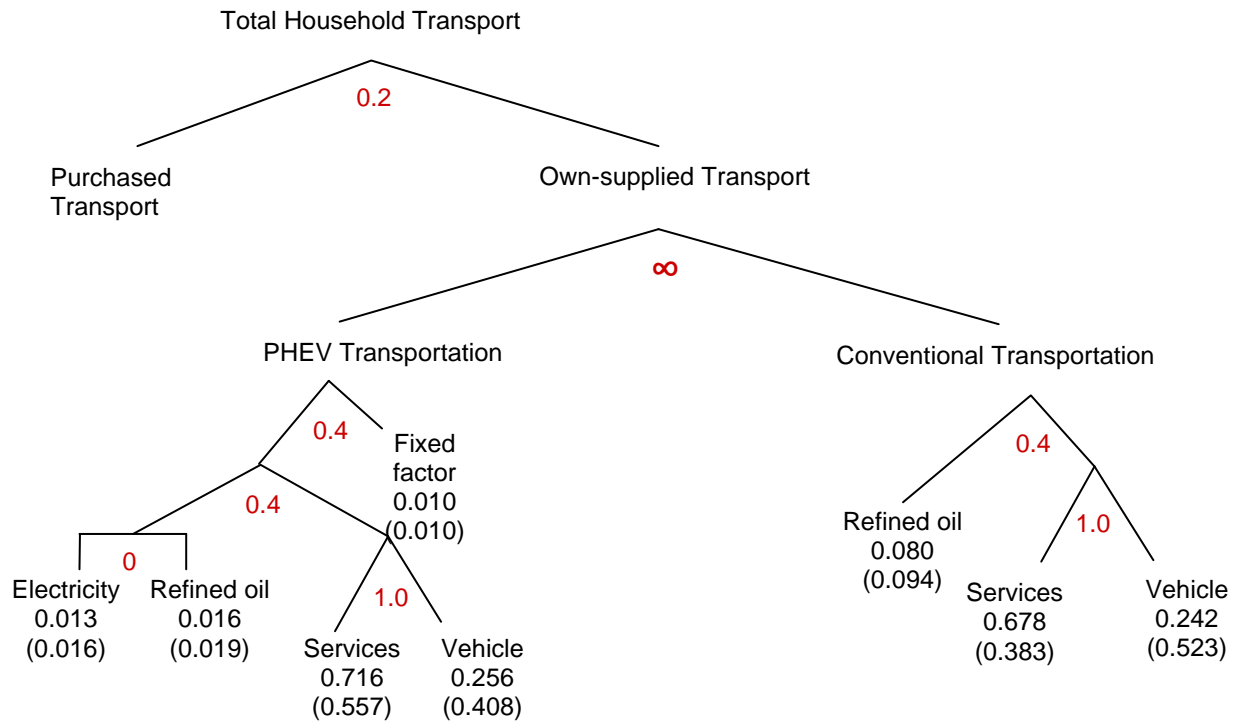 Total Household Transport
0.2
Purchased
Transport
Own-supplied Transport
∞
PHEV Transportation
Conventional Transportation
0.4
Fixed
factor
0.010
(0.010)
0.4
0
Electricity
0.013
(0.016)
Refined oil
0.016
(0.019)
1.0
Services
0.716
(0.557)
Vehicle
0.256
(0.408)
0.4
Refined oil
0.080
(0.094)
1.0
Services
0.678
(0.383)
Vehicle
0.242
(0.523)